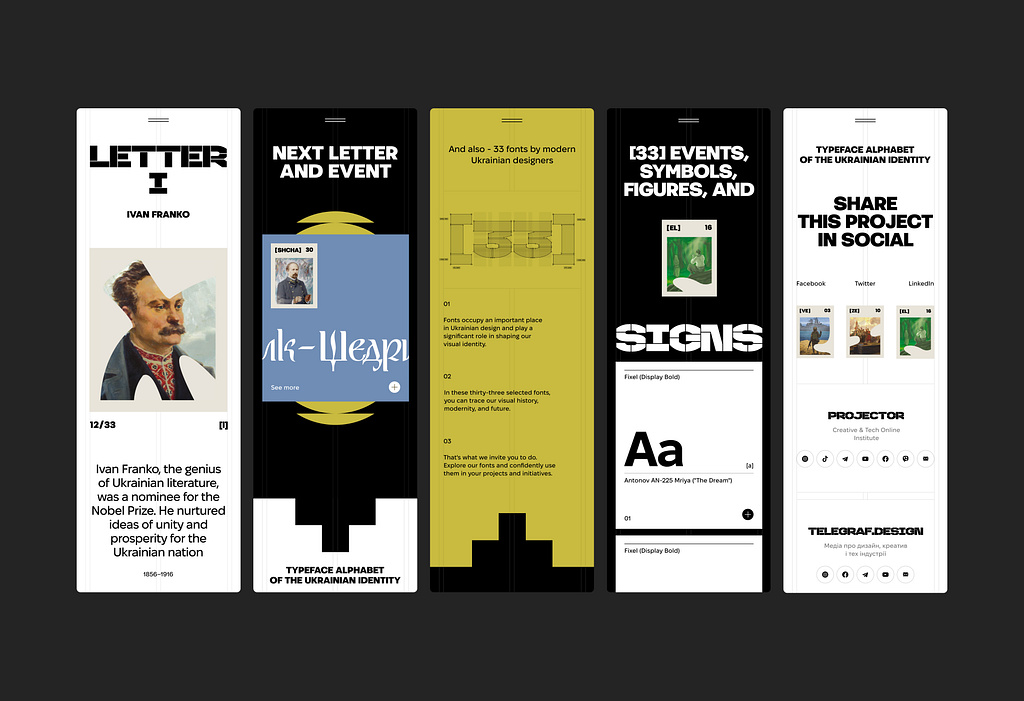 LETTER
I
IVAN FRANKO
12/33
[I]
Ivan Franko, the genius
of Ukrainian literature,
was a nominee for the
Nobel Prize. He nurtured
ideas of unity and
prosperity for the
Ukrainian nation
1856–1916
NEXT LETTER
AND EVENT
[SHCHA] 30
лк–Щедри
See more
TYPEFACE ALPHABET
OF THE UKRAINIAN IDENTITY
And also - 33 fonts by modern
Ukrainian designers
[33]
01
Fonts occupy an important place
in Ukrainian design and play a
significant role in shaping our
visual identity.
02
In these thirty-three selected fonts,
you can trace our visual history,
modernity, and future.
03
That's what we invite you to do.
Explore our fonts and confidently use
them in your projects and initiatives.
[33] EVENTS,
SYMBOLS,
FIGURES, AND
[EL] 16
SIGNS
Fixel (Display Bold)
Aa
[a]
Antonov AN-225 Mriya ("The Dream")
01
Fixel (Display Bold)
TYPEFACE ALPHABET
OF THE UKRAINIAN IDENTITY
SHARE
THIS PROJECT
IN SOCIAL
Facebook
Twitter
LinkedIn
[VE] 03
[ZE] 10
[EL] 16
PROJECTOR
Creative & Tech Online
Institute
TELEGRAF.DESIGN
Медіа про дизайн, креатив
і тех індустрії